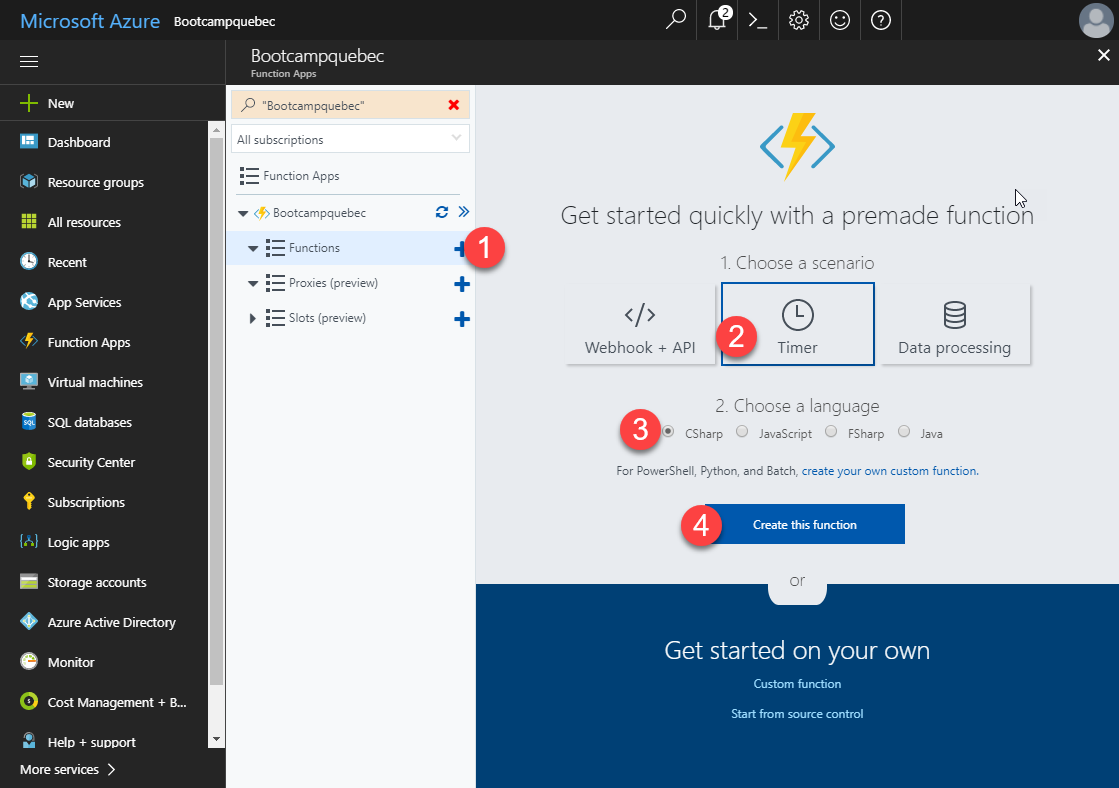 Microsoft Azure Bootcampquebec
2
Bootcampquebec
Function Apps
New
Dashboard
Resource groups
All resources
Recent
App Services
Function Apps
Virtual machines
SQL databases
Security Center
Subscriptions
Logic apps
Storage accounts
Azure Active Directory
Monitor
Cost Management + B...
Help + support
More services
"Bootcampquebec"
All subscriptions
Function Apps
Bootcampquebec
Functions
1
Proxies (preview)
Slots (preview)
Get started quickly with a premade function
1. Choose a scenario
</>
Webhook + API
2
Timer
Data processing
2. Choose a language
3
CSharp JavaScript FSharp Java
For PowerShell, Python, and Batch, create your own custom function.
4
Create this function
or
Get started on your own
Custom function
Start from source control